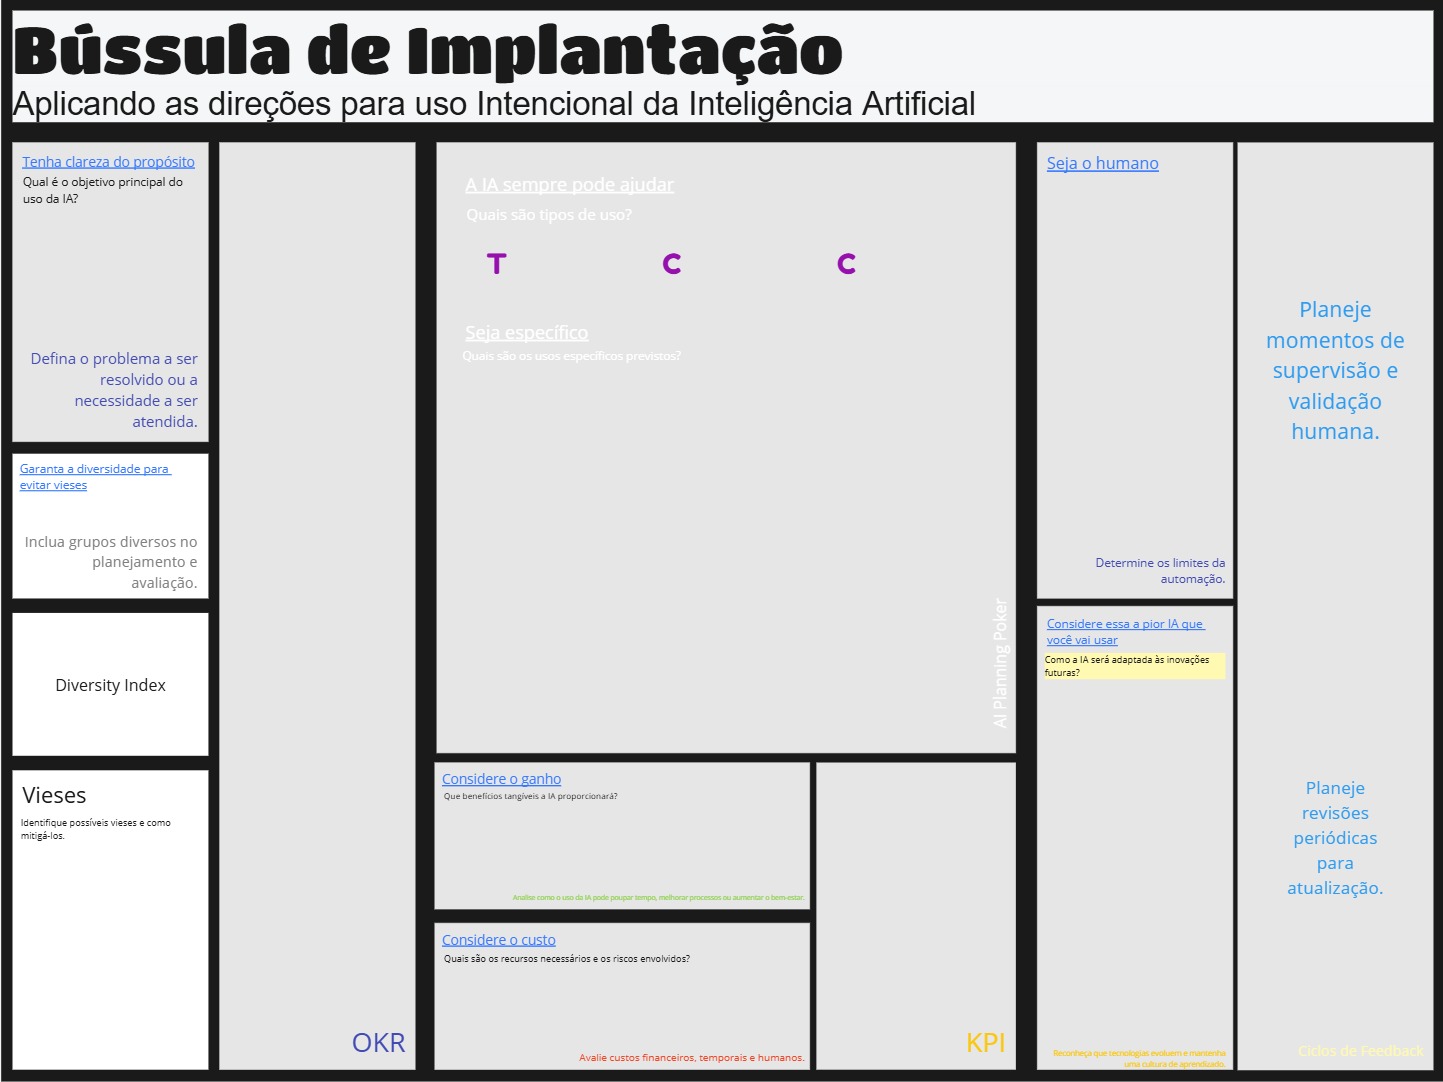 Bússula de Implantação
Aplicando as direções para uso Intencional da Inteligência Artificial
Tenha clareza do propósito
Qual é o objetivo principal do
uso da IA?
Defina o problema a ser
resolvido ou a
necessidade a ser
atendida.
Garanta a diversidade para
evitar vieses
Inclua grupos diversos no
planejamento e
avaliação.
Diversity Index
Vieses
Identifique possíveis vieses e como
mitigá-los.
OKR
A IA sempre pode ajudar
Quais são tipos de uso?
T C C
Seja específico
Quais são os usos específicos previstos?
AI Planning Poker
Considere o ganho
Que benefícios tangíveis a IA proporcionará?
Analise como o uso da IA pode poupar tempo, melhorar processos ou aumentar o bem-estar.
Considere o custo
Quais são os recursos necessários e os riscos envolvidos?
Avalie custos financeiros, temporais e humanos.
KPI
Seja o humano
Determine os limites da
automação.
Considere essa a pior IA que
você vai usar
Como a IA será adaptada às inovações
futuras?
Reconheça que tecnologias evoluem e mantenha
uma cultura de aprendizado.
Planeje
momentos de
supervisão e
validação
humana.
Planeje
revisões
periódicas
para
atualização.
Ciclos de Feedback